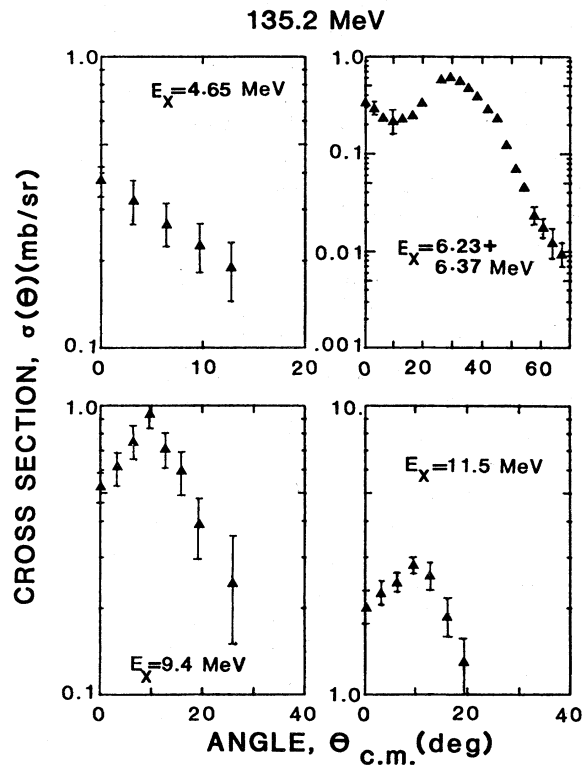 135.2 MeV
CROSS SECTION, σ(Θ)(mb/sr)
1.0
E_X=4.65 MeV
0.1
0
10
20
1.0
0.1
0.01
.001
E_X=6.23+
6.37 MeV
0
20
40
60
1.0
E_X=9.4 MeV
0.1
0
20
40
10.
E_X=11.5 MeV
1.0
0
20
40
ANGLE, Θ_c.m.(deg)